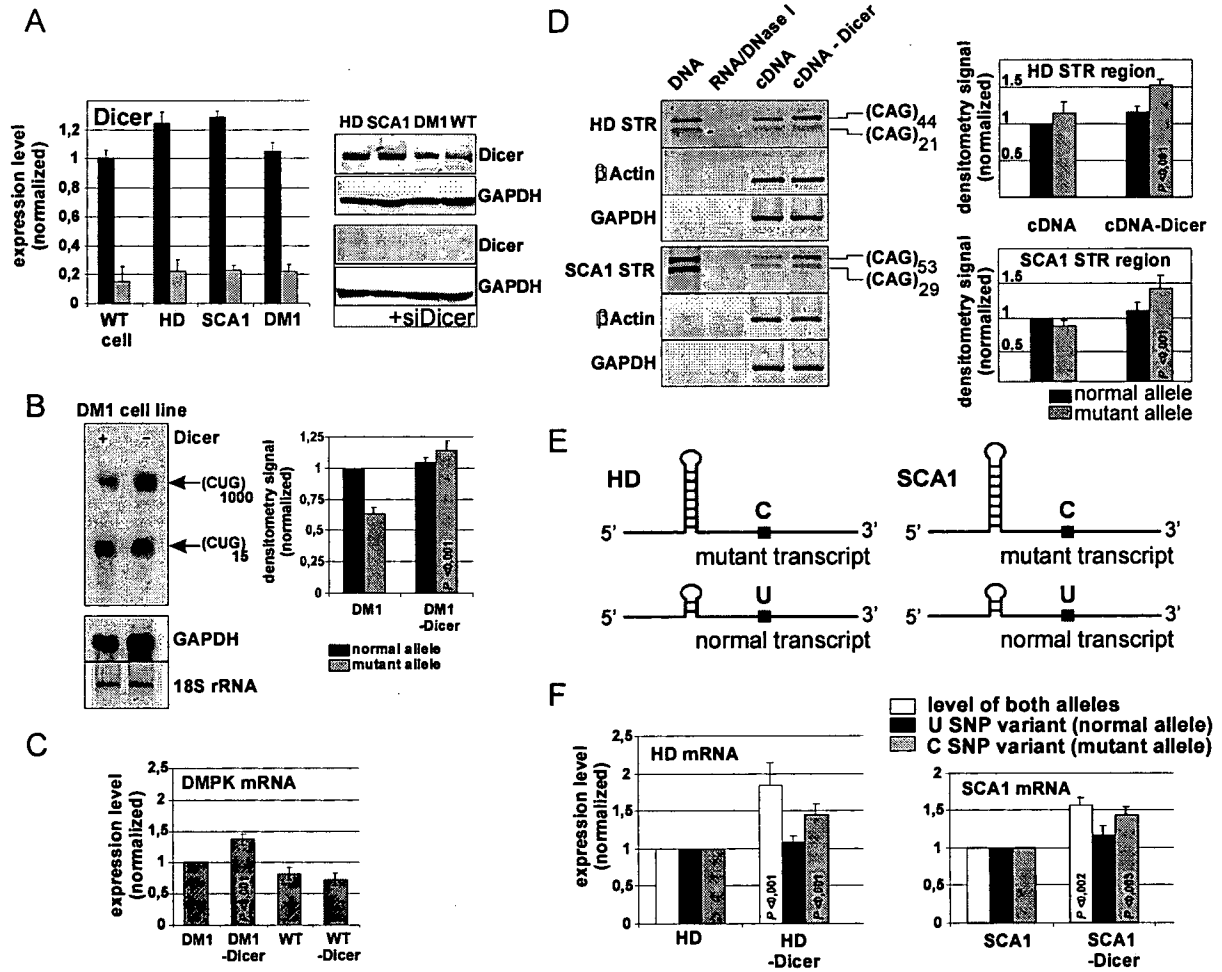 A
Dicer
expression level
(normalized)
1,2
1
0,8
0,6
0,4
0,2
0
WT
cell
HD
SCA1
DM1
HD SCA1 DM1 WT
Dicer
GAPDH
Dicer
GAPDH
+siDicer
B
DM1 cell line
+ – Dicer
(CUG)1000
(CUG)15
GAPDH
18S rRNA
densitometry signal
(normalized)
1,25
1
0,75
0,5
0,25
0
P <0,001
DM1
DM1
-Dicer
normal allele
mutant allele
C
DMPK mRNA
expression level
(normalized)
2,5
2
1,5
1
0,5
0
P <0,001
DM1
DM1
-Dicer
WT
WT
-Dicer
D
DNA
RNA/DNase I
cDNA
cDNA - Dicer
HD STR
(CAG)44
(CAG)21
βActin
GAPDH
SCA1 STR
(CAG)53
(CAG)29
βActin
GAPDH
densitometry signal
(normalized)
HD STR region
1.5
1
0.5
P <0,001
cDNA
cDNA-Dicer
densitometry signal
(normalized)
SCA1 STR region
1.5
1
0.5
P <0,001
normal allele
mutant allele
E
HD
C
5' 3'
mutant transcript
U
5' 3'
normal transcript
SCA1
C
5' 3'
mutant transcript
U
5' 3'
normal transcript
F
level of both alleles
U SNP variant (normal allele)
C SNP variant (mutant allele)
HD mRNA
expression level
(normalized)
2,5
2
1,5
1
0,5
0
P <0,001
P <0,001
HD
HD
-Dicer
SCA1 mRNA
2
1,5
1
0,5
0
P <0,002
P <0,003
SCA1
SCA1
-Dicer